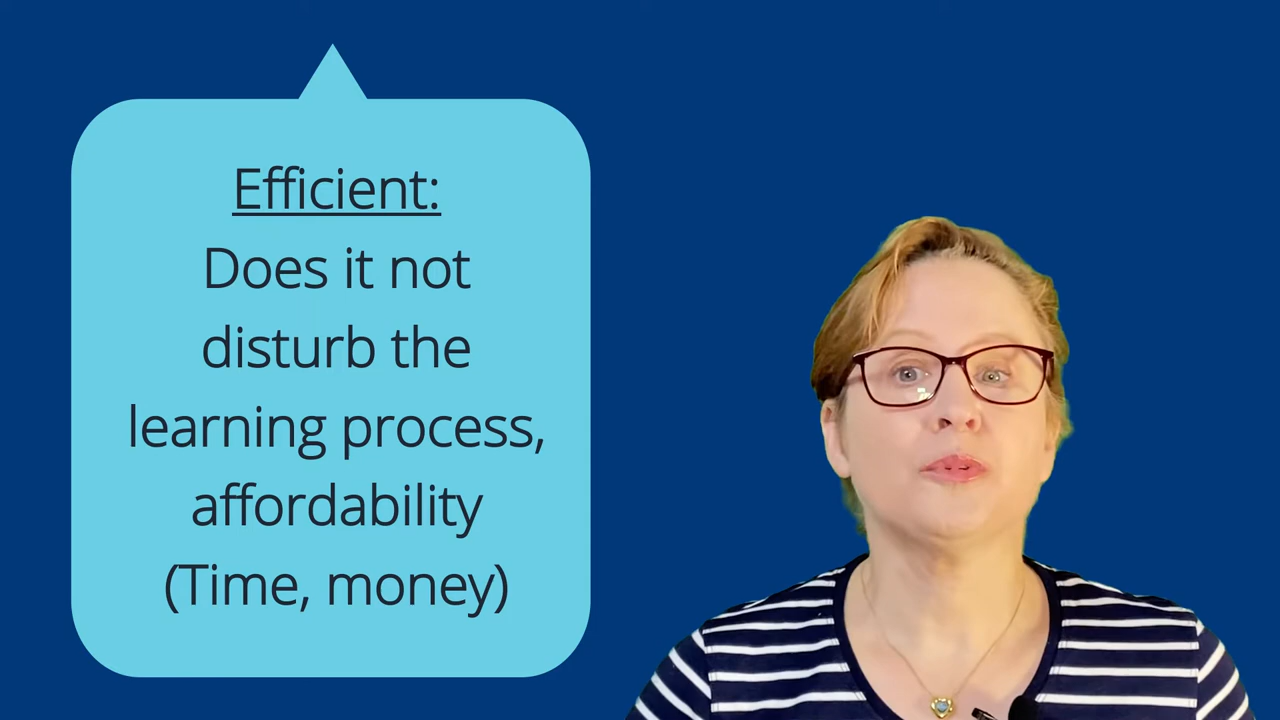 Efficient:
Does it not
disturb the
learning process,
affordability
(Time, money)